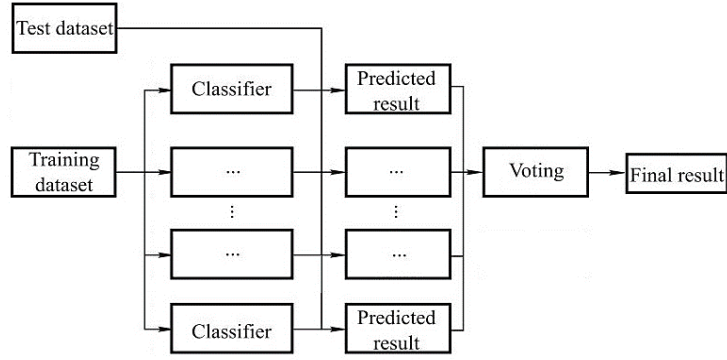 Test dataset
Classifier
Predicted
result
Training
dataset
...
...
Voting
Final result
⋮
⋮
...
...
Classifier
Predicted
result